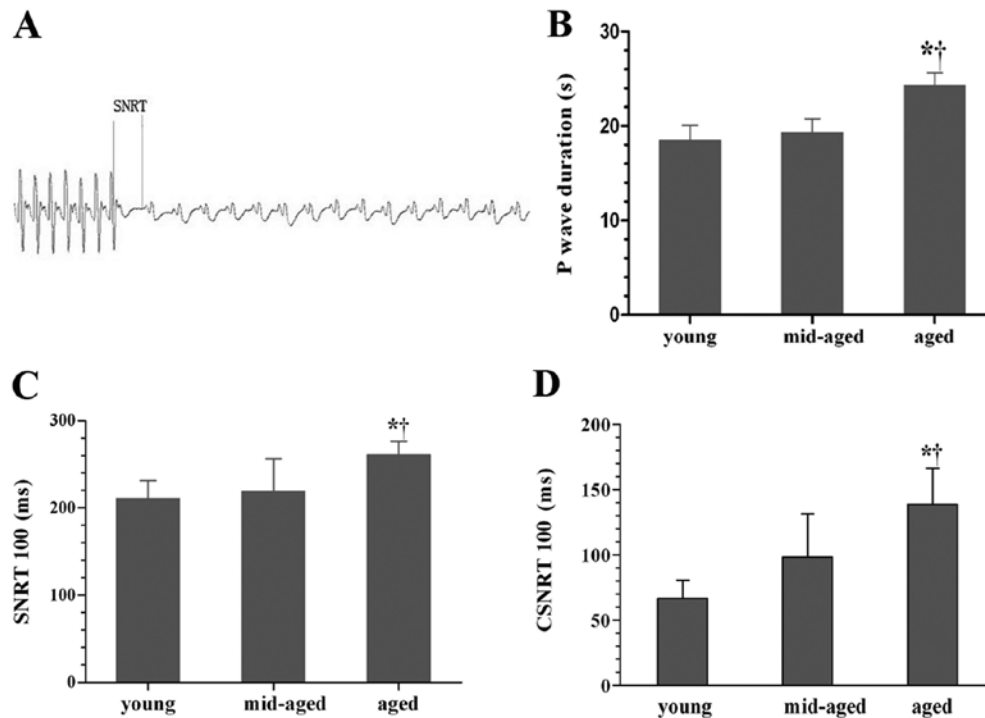 A
SNRT
B
P wave duration (s)
30
20
10
0
*†
young mid-aged aged
C
SNRT 100 (ms)
300
200
100
0
*†
young mid-aged aged
D
CSNRT 100 (ms)
200
150
100
50
0
*†
young mid-aged aged